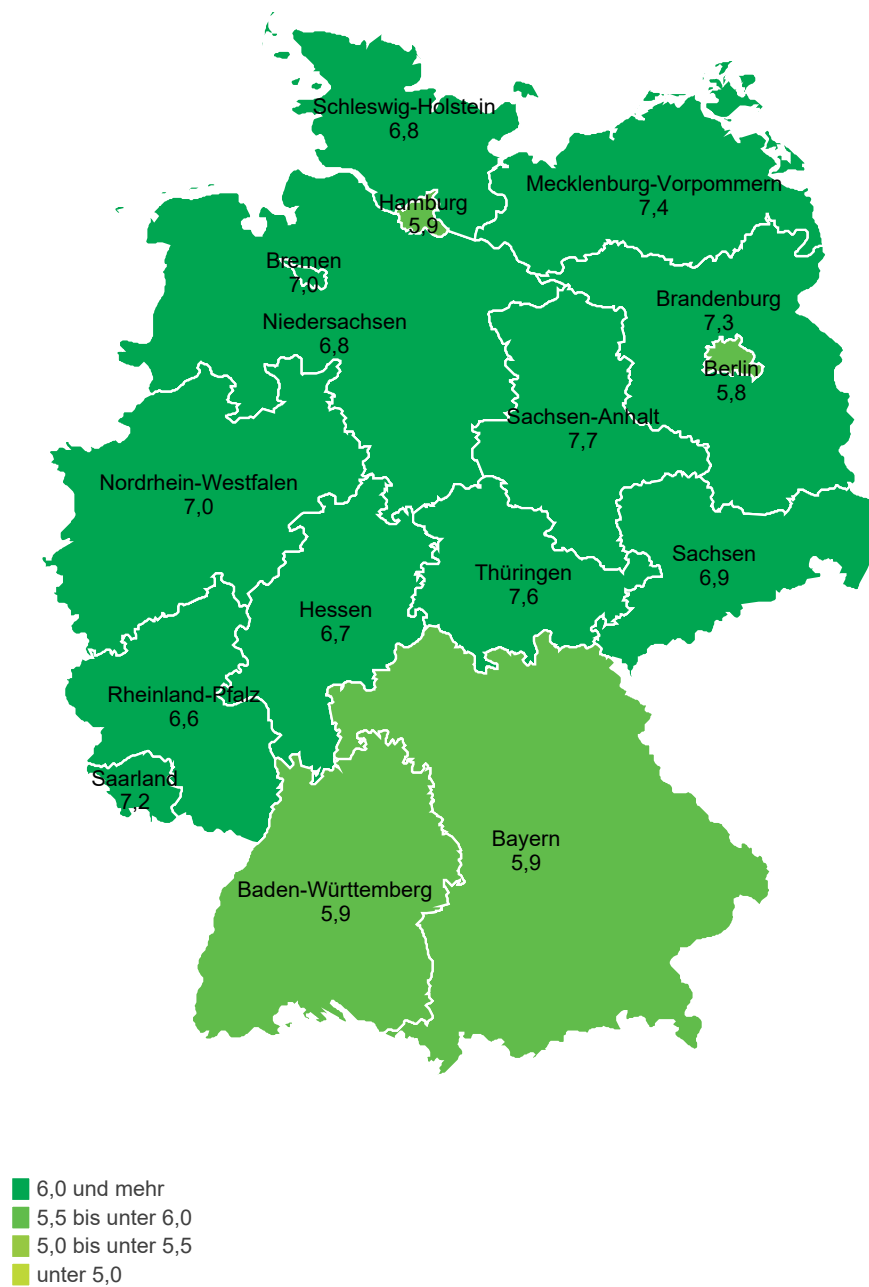 Schleswig-Holstein
6,8
Mecklenburg-Vorpommern
7,4
Hamburg
5,9
Bremen
7,0
Brandenburg
7,3
Niedersachsen
6,8
Berlin
5,8
Sachsen-Anhalt
7,7
Nordrhein-Westfalen
7,0
Sachsen
6,9
Thüringen
7,6
Hessen
6,7
Rheinland-Pfalz
6,6
Saarland
7,2
Bayern
5,9
Baden-Württemberg
5,9
6,0 und mehr
5,5 bis unter 6,0
5,0 bis unter 5,5
unter 5,0